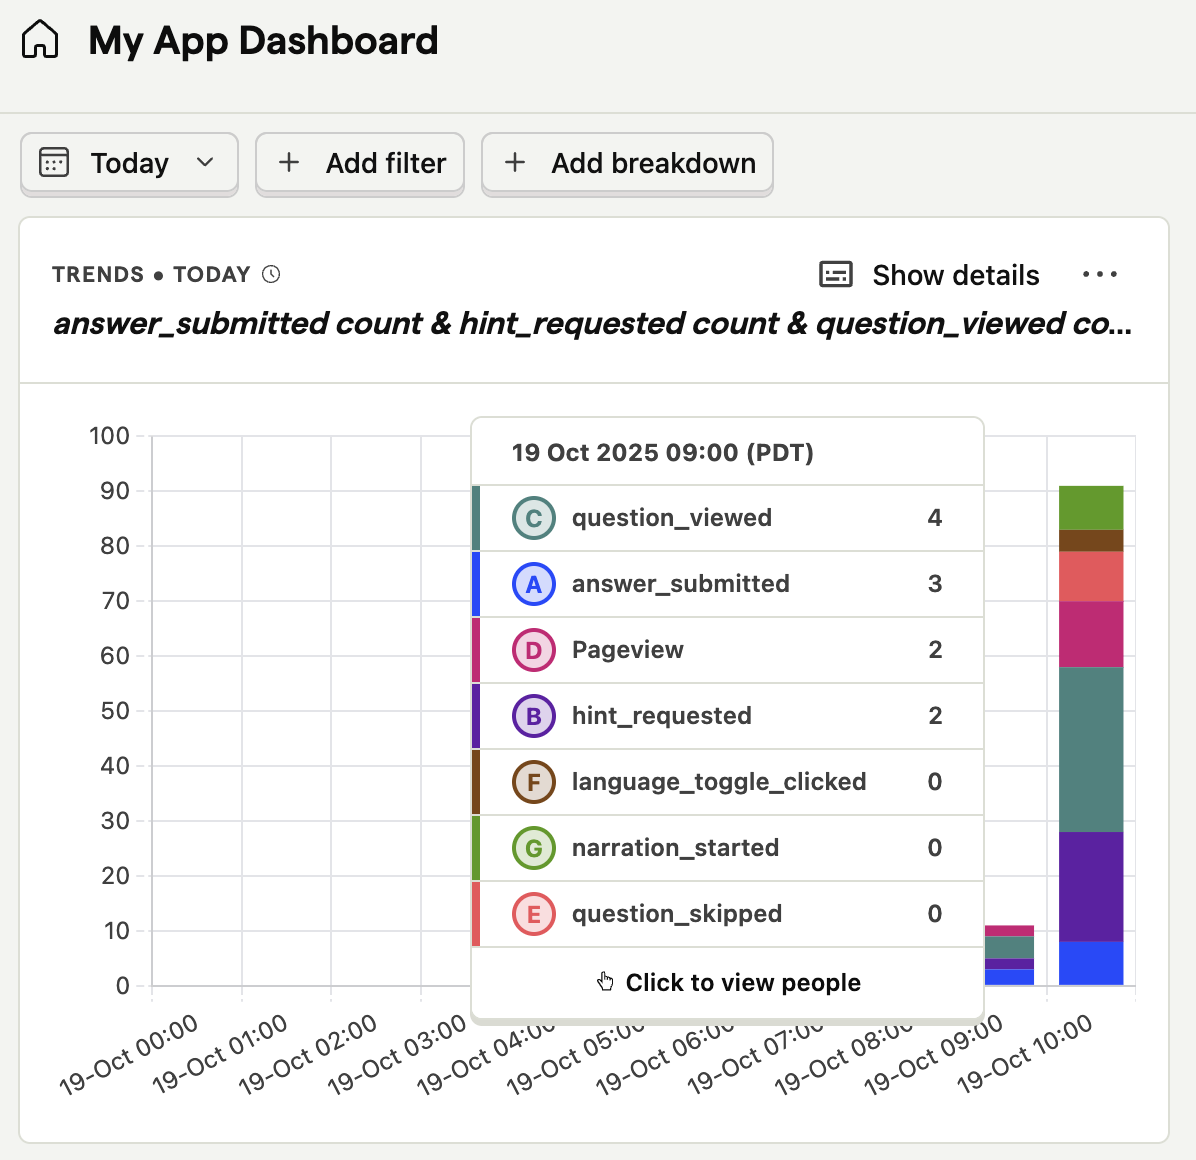 My App Dashboard
Today
Add filter
Add breakdown
TRENDS • TODAY
Show details
answer_submitted count & hint_requested count & question_viewed co...
100
90
80
70
60
50
40
30
20
10
0
19 Oct 2025 09:00 (PDT)
C question_viewed 4
A answer_submitted 3
D Pageview 2
B hint_requested 2
F language_toggle_clicked 0
G narration_started 0
E question_skipped 0
Click to view people
19-Oct 00:00
19-Oct 01:00
19-Oct 02:00
19-Oct 03:00
19-Oct 04:00
19-Oct 05:00
19-Oct 06:00
19-Oct 07:00
19-Oct 08:00
19-Oct 09:00
19-Oct 10:00